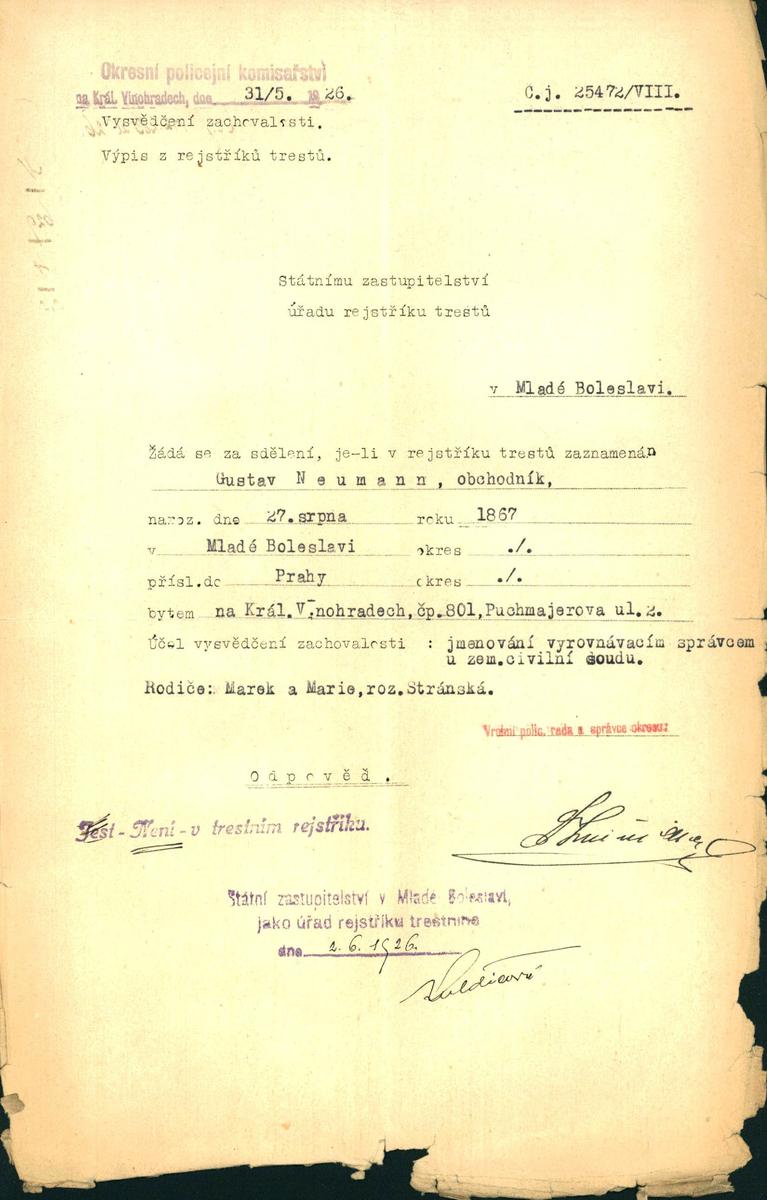 Okresní policejní komisařství
na Král. Vinohradech, dne 31/5. 1926.
C.j. 25472/VIII.
Vysvědčení zachovalosti.
Výpis z rejstříků trestů.
Státnímu zastupitelství
úřadu rejstříku trestů
v Mladé Boleslavi.
Žádá se za sdělení, je-li v rejstříku trestů zaznamenán
Gustav Neumann, obchodník,
naroz. dne 27.srpna roku 1867
v Mladé Boleslavi okres ./.
přísl.do Prahy okres ./.
bytem na Král. Vinohradech, čp.801, Puchmajerova ul.2.
Účel vysvědčení zachovalosti : jmenování vyrovnávacím správcem
u zem.civilní soudu.
Rodiče: Marek a Marie,roz.Stránská.
Vrchní polic. rada a správce okresu:
Odpověď.
Jest - Není - v trestním rejstříku.
Státní zastupitelství v Mladé Boleslavi,
jako úřad rejstříku trestního
dne 2.6.1926.